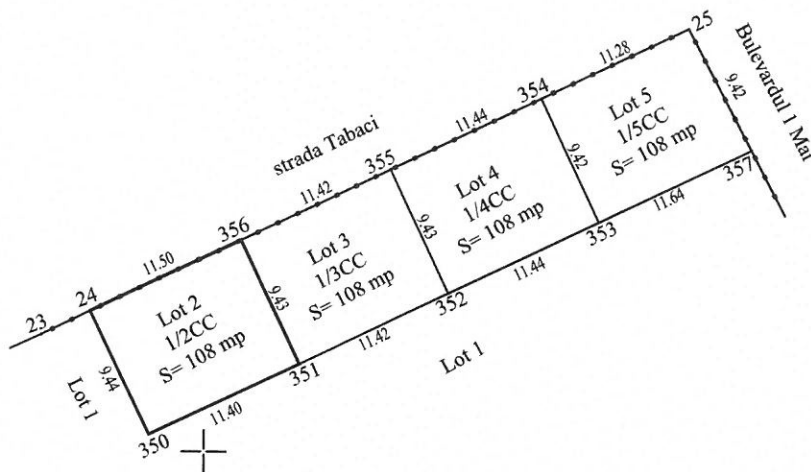 25
Bulevardul 1 Mai
11.28
9.42
354
Lot 5
1/5CC
S= 108 mp
strada Tabaci
11.44
355
9.42
357
Lot 4
1/4CC
S= 108 mp
11.42
11.64
356
9.43
353
Lot 3
1/3CC
S= 108 mp
11.50
11.44
24
9.43
352
23
Lot 2
1/2CC
S= 108 mp
11.42
Lot 1
9.44
351
Lot 1
11.40
350